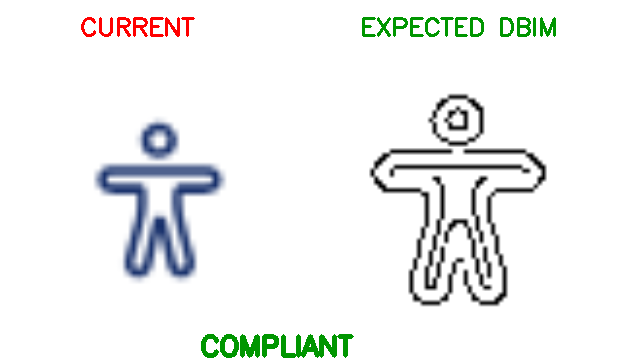 CURRENT
EXPECTED DBIM
COMPLIANT